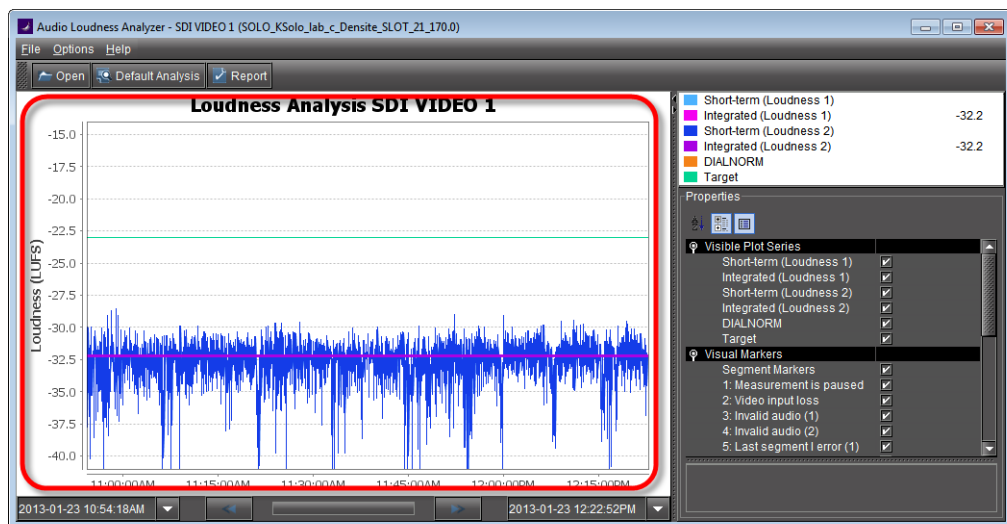 Audio Loudness Analyzer - SDI VIDEO 1 (SOLO_KSolo_lab_c_Densite_SLOT_21_170.0)
File Options Help
Open Default Analysis Report
Loudness Analysis SDI VIDEO 1
Loudness (LUFS)
-15.0
-17.5
-20.0
-22.5
-25.0
-27.5
-30.0
-32.5
-35.0
-37.5
-40.0
11:00:00AM 11:15:00AM 11:30:00AM 11:45:00AM 12:00:00PM 12:15:00PM
2013-01-23 10:54:18AM 2013-01-23 12:22:52PM
Short-term (Loudness 1)
Integrated (Loudness 1) -32.2
Short-term (Loudness 2)
Integrated (Loudness 2) -32.2
DIALNORM
Target
Properties
Visible Plot Series
Short-term (Loudness 1)
Integrated (Loudness 1)
Short-term (Loudness 2)
Integrated (Loudness 2)
DIALNORM
Target
Visual Markers
Segment Markers
1: Measurement is paused
2: Video input loss
3: Invalid audio (1)
4: Invalid audio (2)
5: Last segment I error (1)